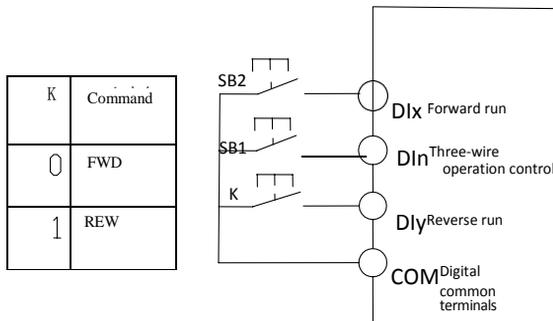 K Command
0 FWD
1 REW
SB2
DIx Forward run
SB1
DIn Three-wire
operation control
K
DIy Reverse run
COM Digital
common
terminals